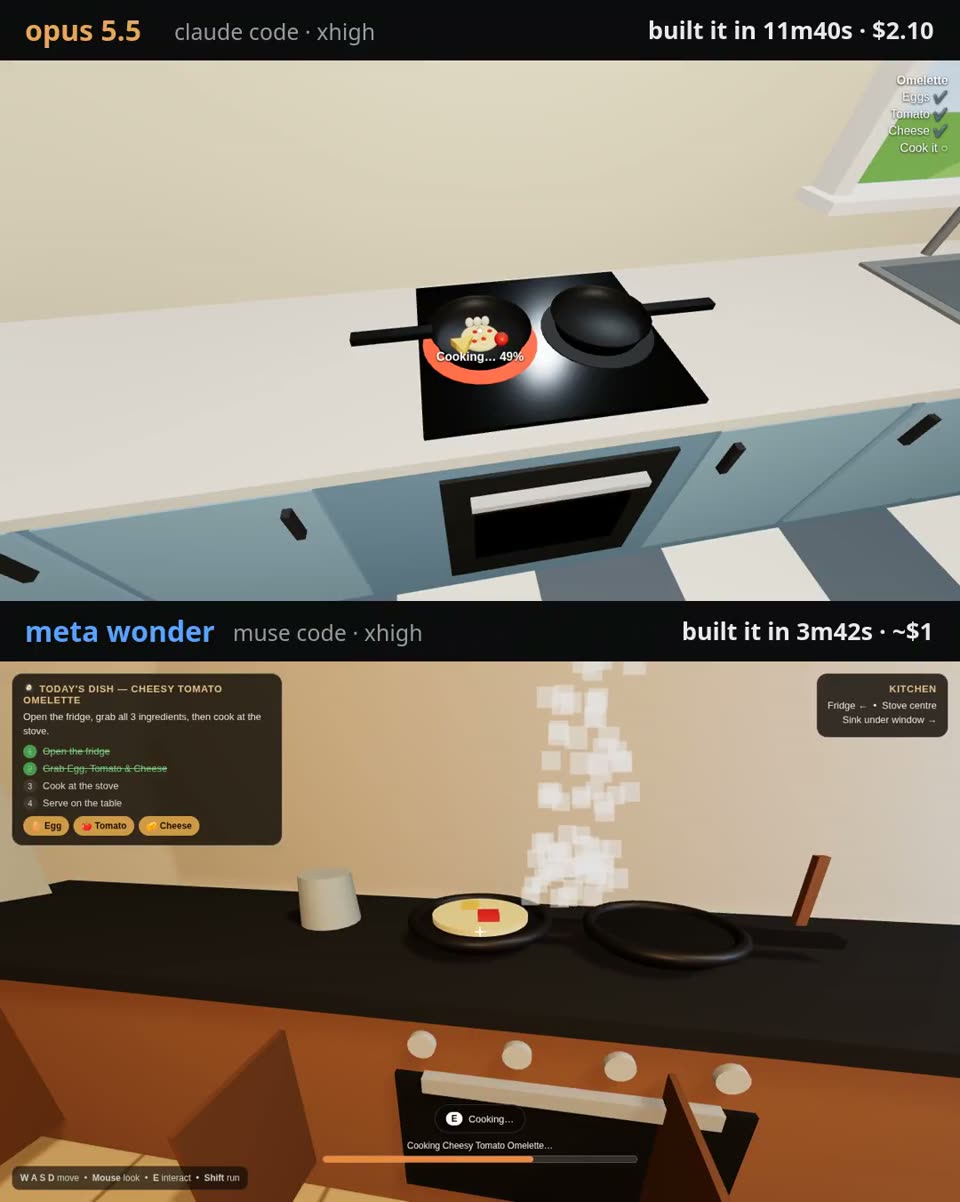 opus 5.5 claude code · xhigh built it in 11m40s · $2.10
Omelette
Eggs ✔
Tomato ✔
Cheese ✔
Cook it ○
Cooking... 49%
meta wonder muse code · xhigh built it in 3m42s · ~$1
🍳 TODAY'S DISH — CHEESY TOMATO
OMELETTE
Open the fridge, grab all 3 ingredients, then cook at the
stove.
Open the fridge
Grab Egg, Tomato & Cheese
3 Cook at the stove
4 Serve on the table
🥚 Egg 🍅 Tomato 🧀 Cheese
KITCHEN
Fridge ← • Stove centre
Sink under window →
E Cooking…
Cooking Cheesy Tomato Omelette…
W A S D move • Mouse look • E interact • Shift run